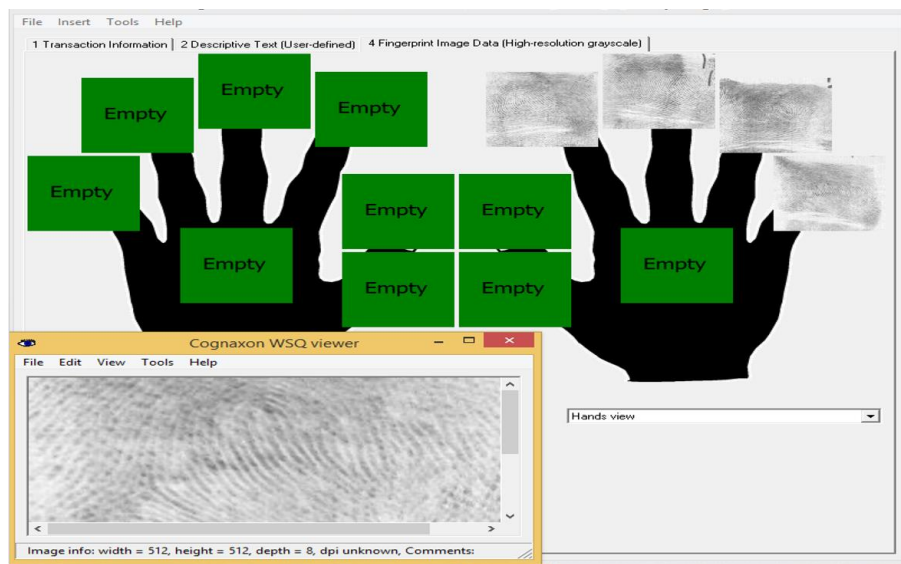 File Insert Tools Help
1 Transaction Information 2 Descriptive Text (User-defined) 4 Fingerprint Image Data (High-resolution grayscale)
Empty
Empty
Empty
Empty
Empty
Empty
Empty
Empty
Empty
Empty
Cognaxon WSQ viewer
File Edit View Tools Help
Hands view
Image info: width = 512, height = 512, depth = 8, dpi unknown, Comments: